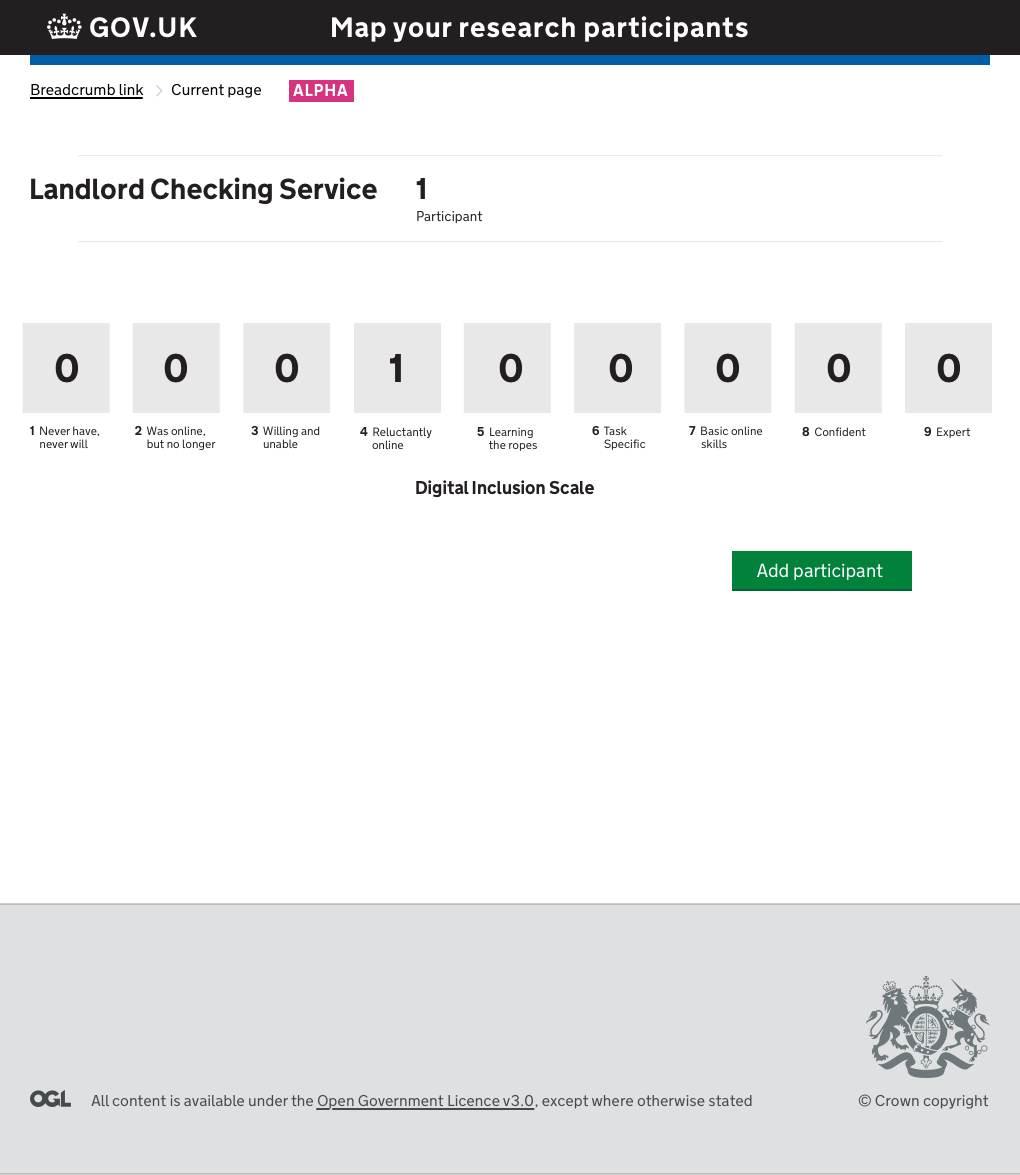 GOV.UK Map your research participants
Breadcrumb link Current page ALPHA
Landlord Checking Service 1
Participant
0 0 0 1 0 0 0 0 0
1 Never have, never will
2 Was online, but no longer
3 Willing and unable
4 Reluctantly online
5 Learning the ropes
6 Task Specific
7 Basic online skills
8 Confident
9 Expert
Digital Inclusion Scale
Add participant
OGL All content is available under the Open Government Licence v3.0, except where otherwise stated © Crown copyright